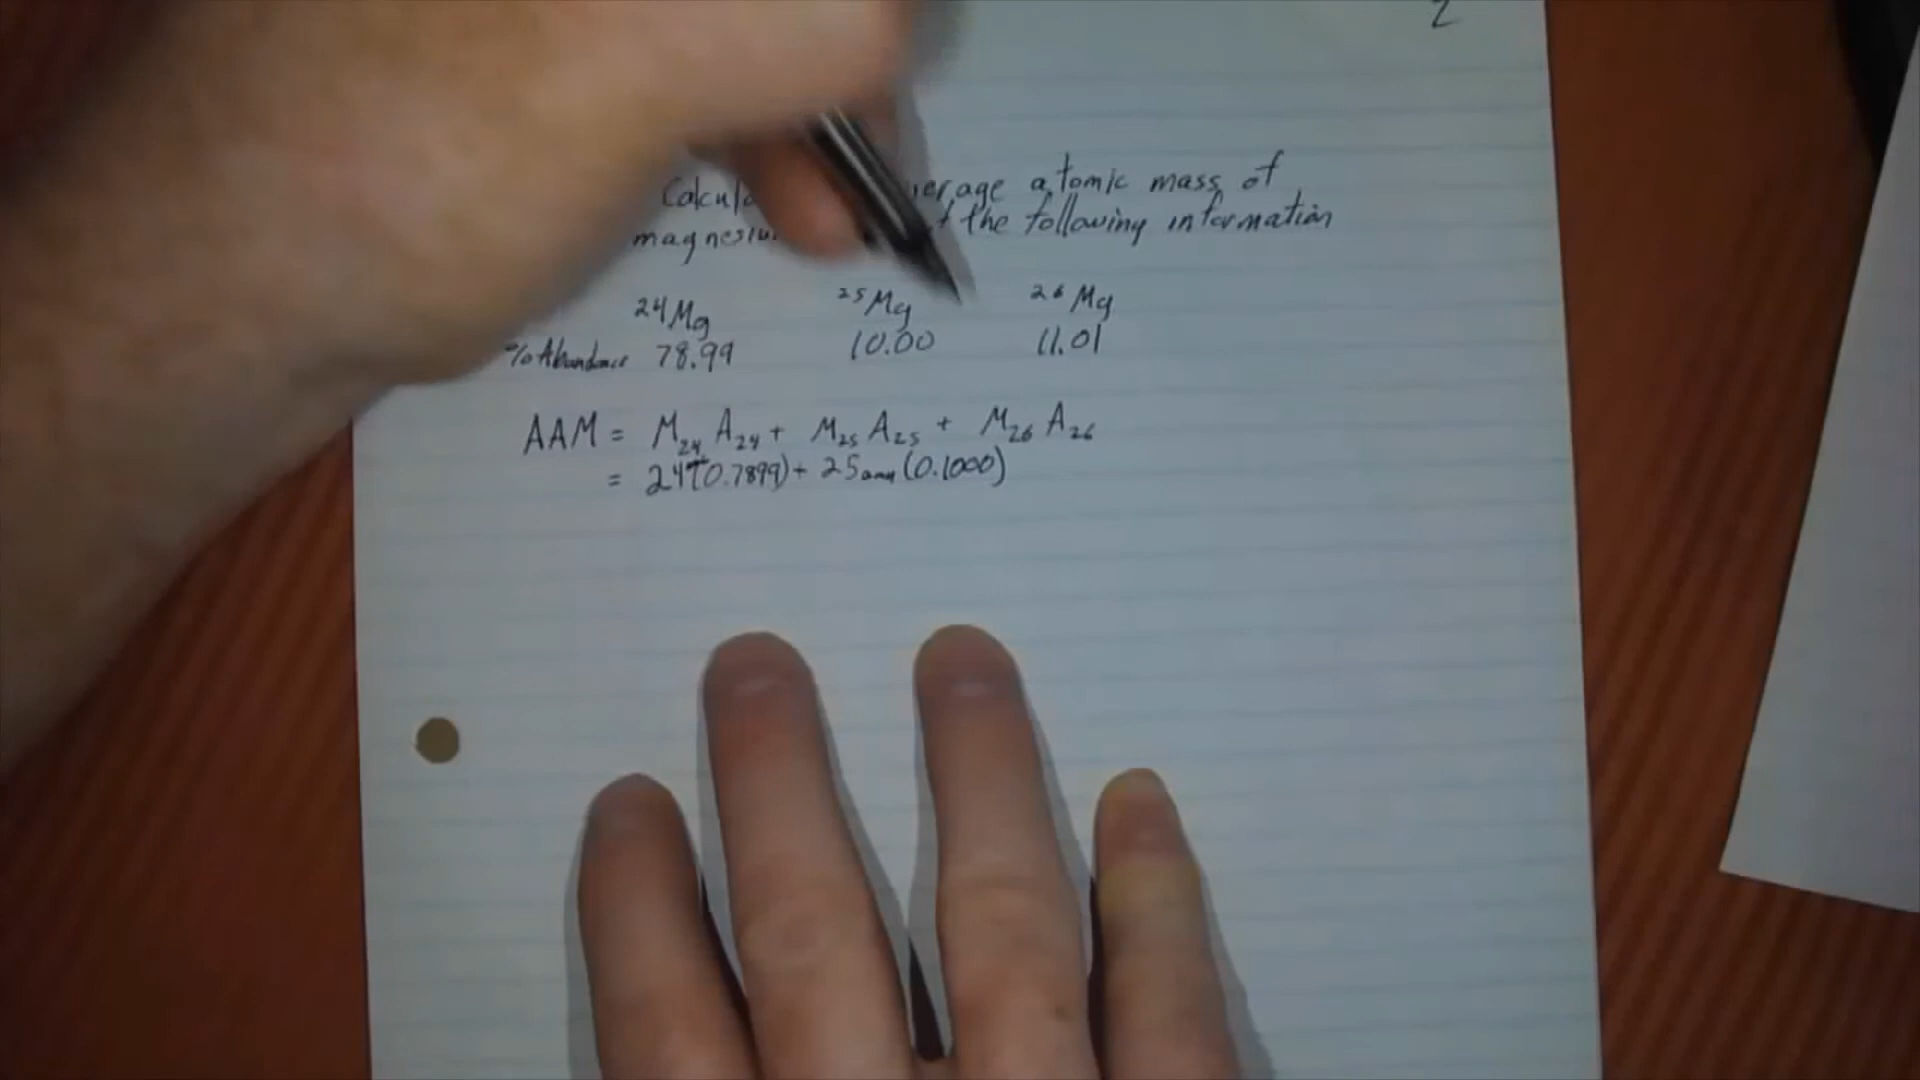 2
Calcula erage atomic mass of
magnesiu the following information
24Mg 25Mg 26Mg
% Abundance 78.99 10.00 11.01
AAM = M24 A24 + M25 A25 + M26 A26
= 24(0.7899) + 25amu (0.1000)